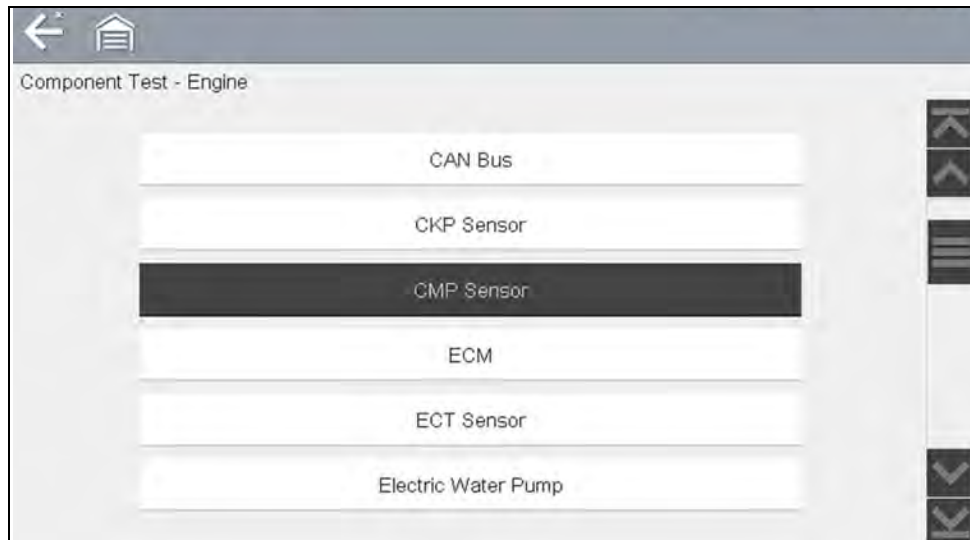 Component Test - Engine
CAN Bus
CKP Sensor
CMP Sensor
ECM
ECT Sensor
Electric Water Pump